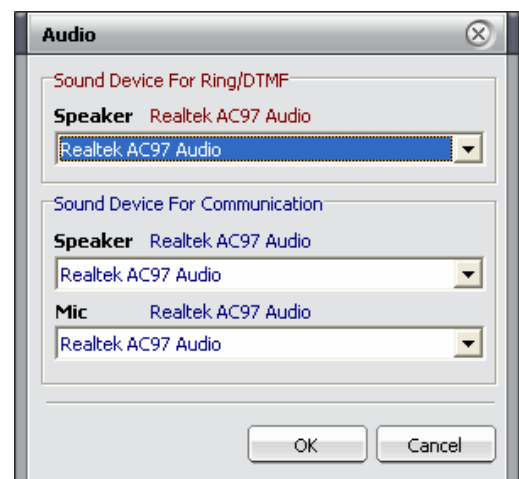 Audio
Sound Device For Ring/DTMF
Speaker Realtek AC97 Audio
Realtek AC97 Audio
Sound Device For Communication
Speaker Realtek AC97 Audio
Realtek AC97 Audio
Mic Realtek AC97 Audio
Realtek AC97 Audio
OK Cancel